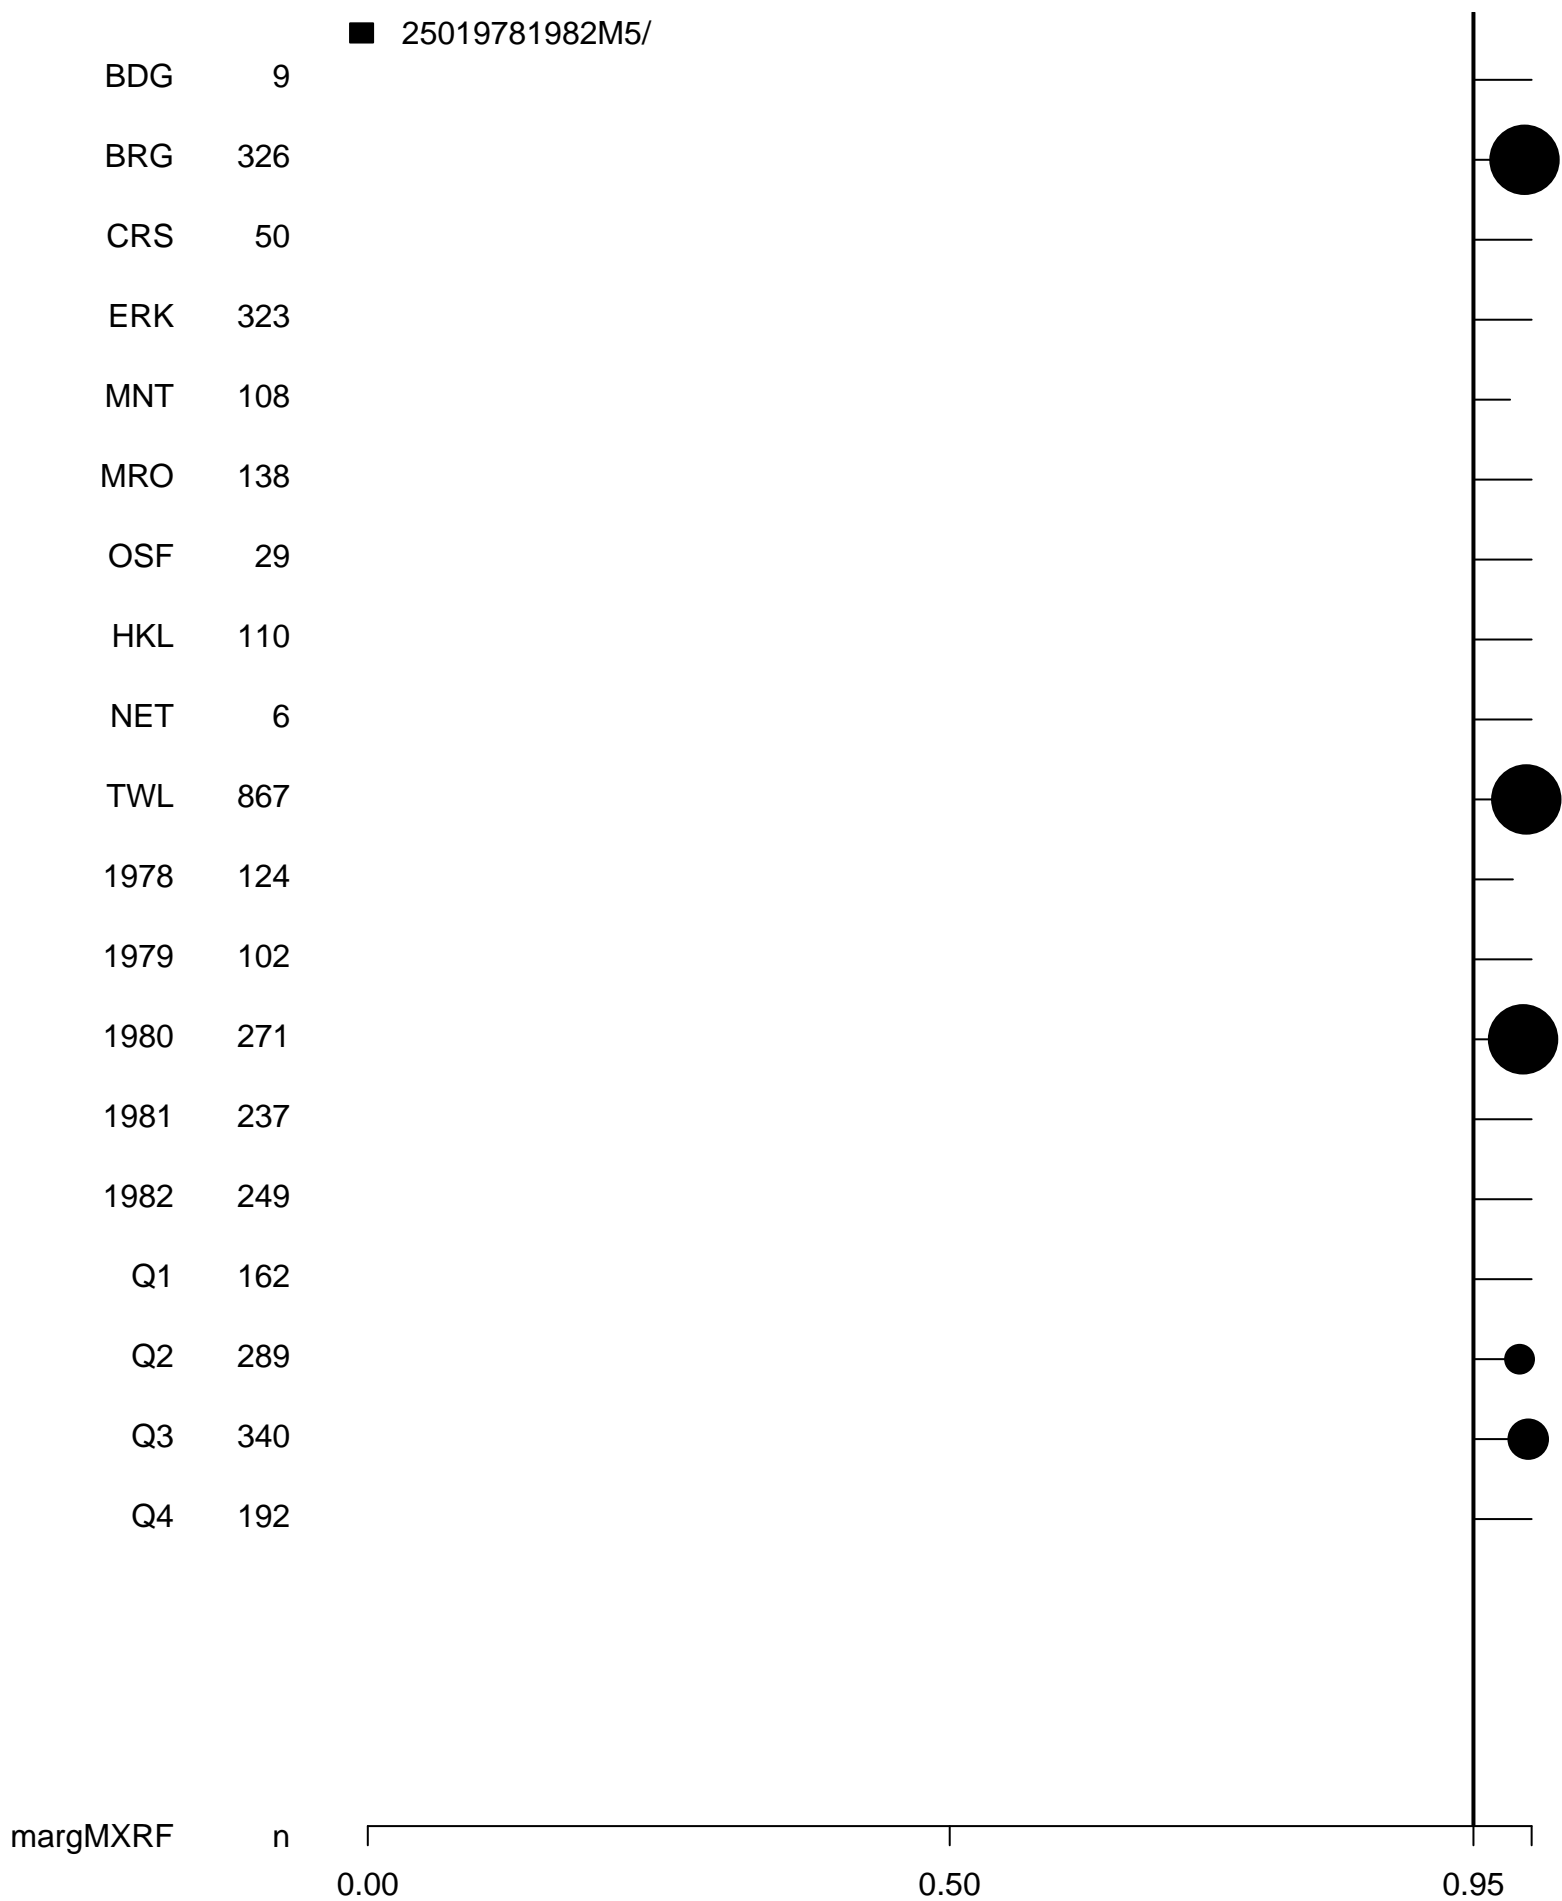 25019781982M5/
BDG 9
BRG 326
CRS 50
ERK 323
MNT 108
MRO 138
OSF 29
HKL 110
NET 6
TWL 867
1978 124
1979 102
1980 271
1981 237
1982 249
Q1 162
Q2 289
Q3 340
Q4 192
margMXRF n
0.00 0.50 0.95